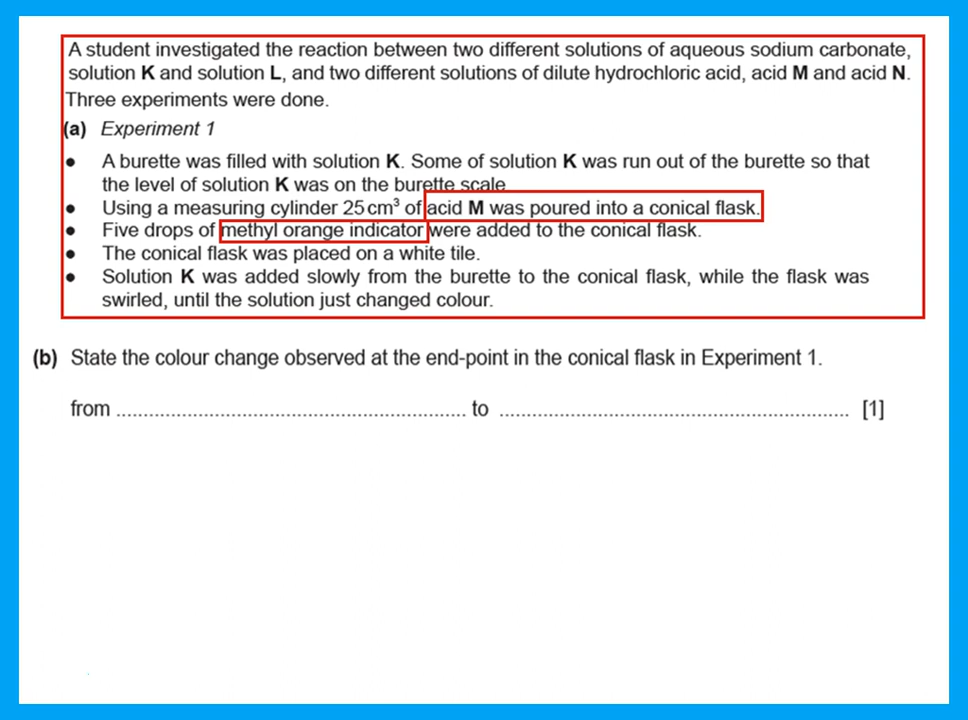 A student investigated the reaction between two different solutions of aqueous sodium carbonate,
solution K and solution L, and two different solutions of dilute hydrochloric acid, acid M and acid N.
Three experiments were done.
(a) Experiment 1
• A burette was filled with solution K. Some of solution K was run out of the burette so that
the level of solution K was on the burette scale
• Using a measuring cylinder 25 cm³ of acid M was poured into a conical flask.
• Five drops of methyl orange indicator were added to the conical flask.
• The conical flask was placed on a white tile.
• Solution K was added slowly from the burette to the conical flask, while the flask was
swirled, until the solution just changed colour.
(b) State the colour change observed at the end-point in the conical flask in Experiment 1.
from ................................................................ to ................................................................ [1]